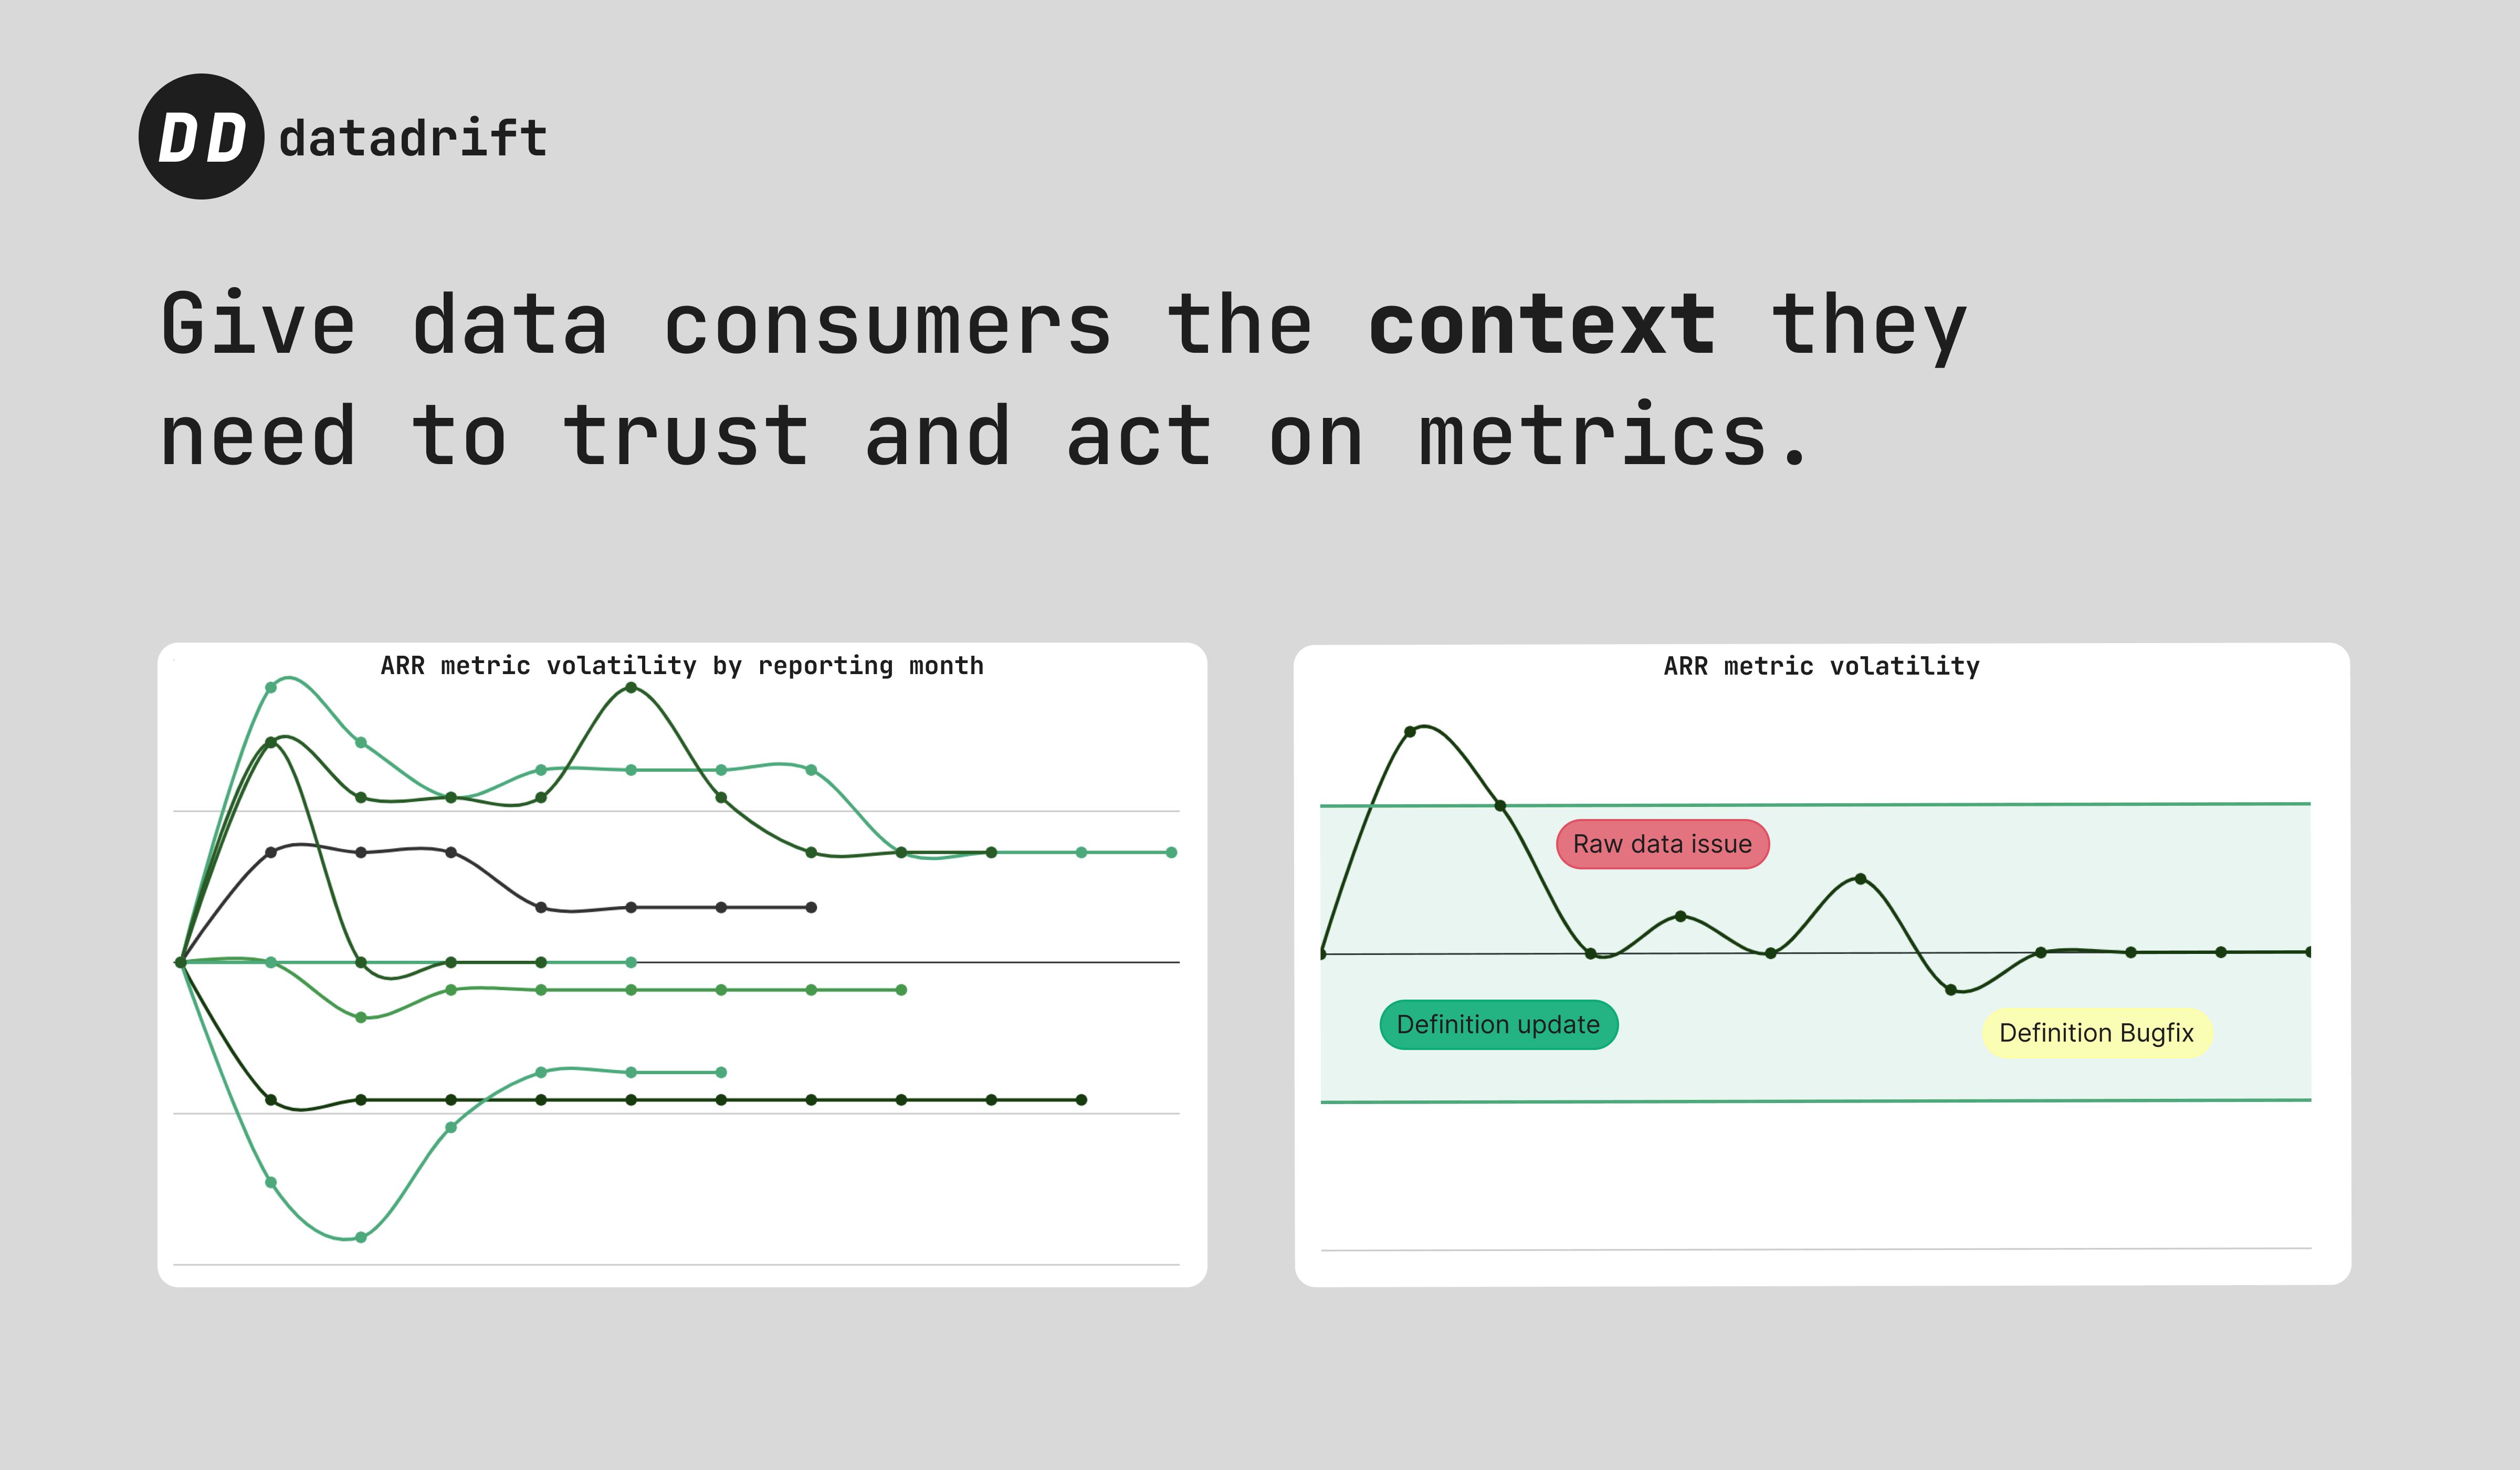 DD datadrift
Give data consumers the context they
need to trust and act on metrics.
ARR metric volatility by reporting month
ARR metric volatility
Raw data issue
Definition update
Definition Bugfix